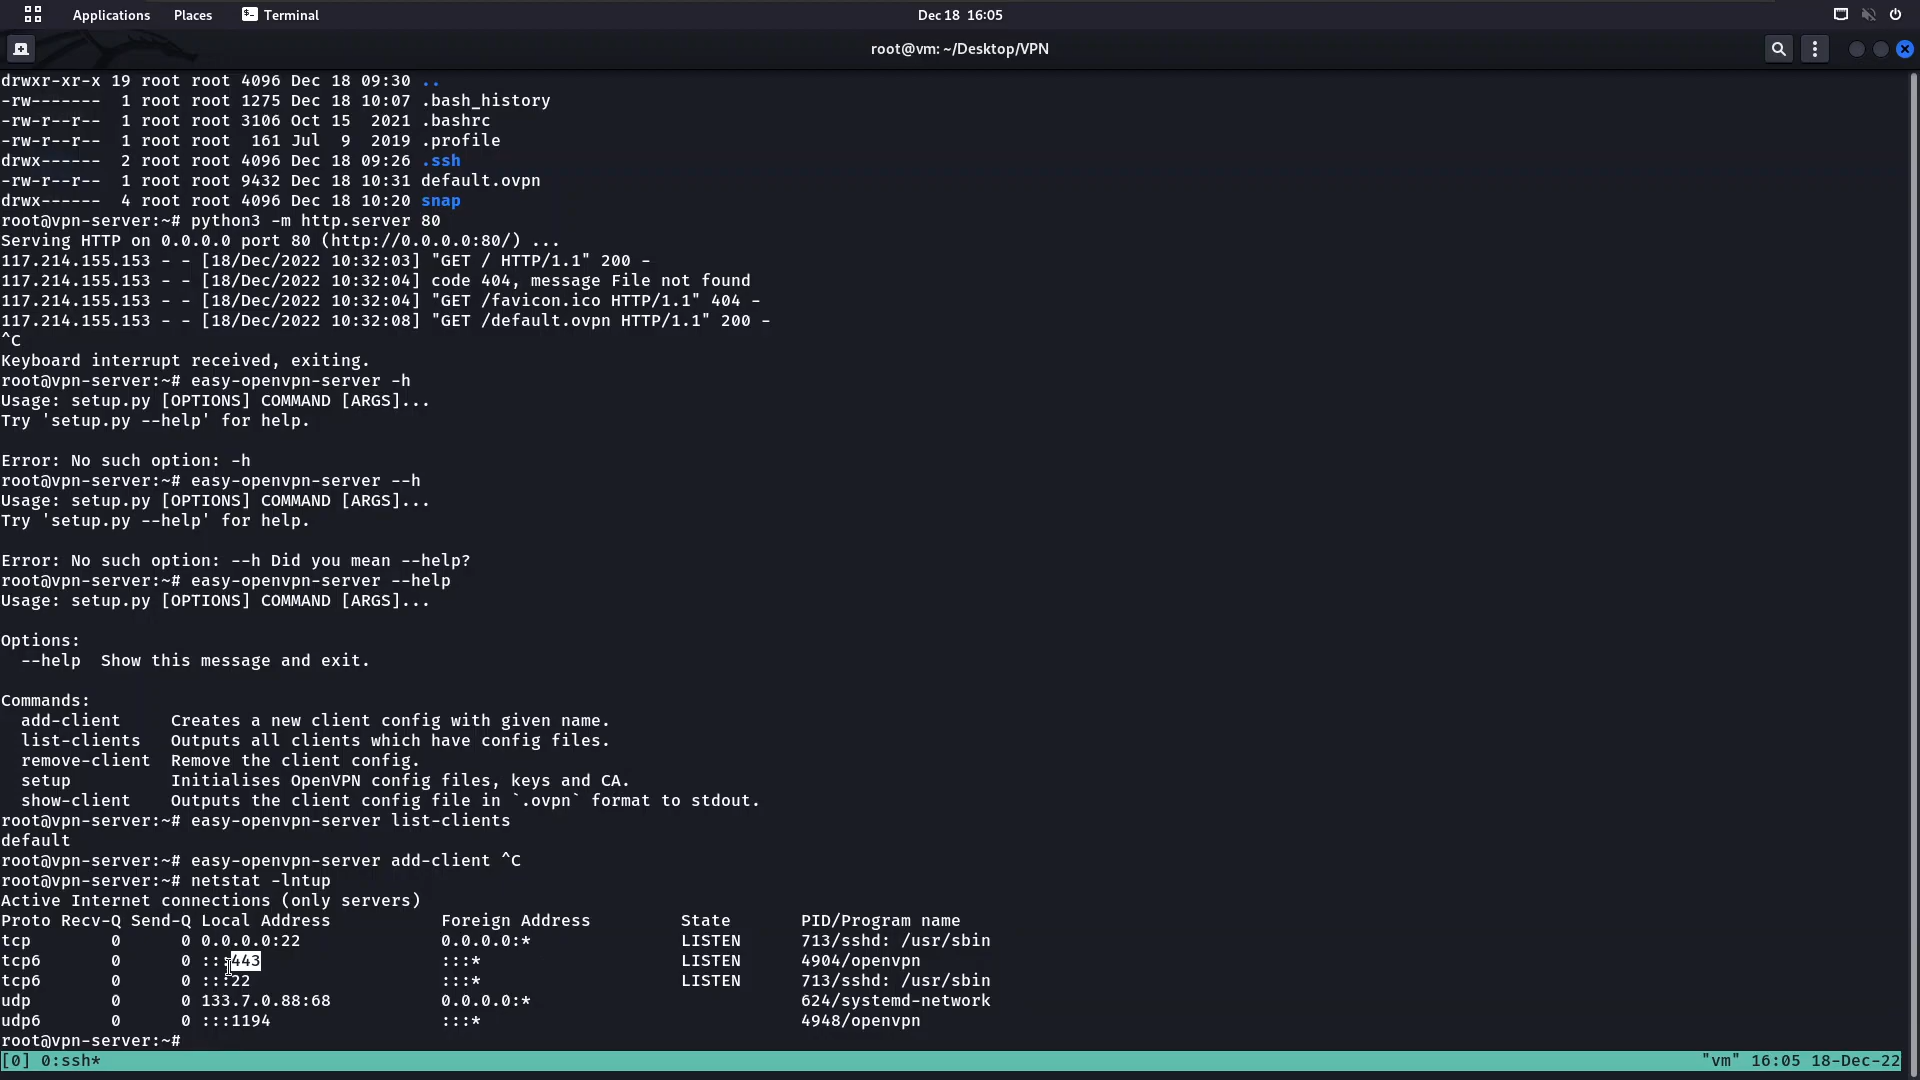 Applications Places Terminal Dec 18 16:05
root@vm: ~/Desktop/VPN
drwxr-xr-x 19 root root 4096 Dec 18 09:30 ..
-rw------- 1 root root 1275 Dec 18 10:07 .bash_history
-rw-r--r-- 1 root root 3106 Oct 15 2021 .bashrc
-rw-r--r-- 1 root root 161 Jul 9 2019 .profile
drwx------ 2 root root 4096 Dec 18 09:26 .ssh
-rw-r--r-- 1 root root 9432 Dec 18 10:31 default.ovpn
drwx------ 4 root root 4096 Dec 18 10:20 snap
root@vpn-server:~# python3 -m http.server 80
Serving HTTP on 0.0.0.0 port 80 (http://0.0.0.0:80/) ...
117.214.155.153 - - [18/Dec/2022 10:32:03] "GET / HTTP/1.1" 200 -
117.214.155.153 - - [18/Dec/2022 10:32:04] code 404, message File not found
117.214.155.153 - - [18/Dec/2022 10:32:04] "GET /favicon.ico HTTP/1.1" 404 -
117.214.155.153 - - [18/Dec/2022 10:32:08] "GET /default.ovpn HTTP/1.1" 200 -
^C
Keyboard interrupt received, exiting.
root@vpn-server:~# easy-openvpn-server -h
Usage: setup.py [OPTIONS] COMMAND [ARGS]...
Try 'setup.py --help' for help.
Error: No such option: -h
root@vpn-server:~# easy-openvpn-server --h
Usage: setup.py [OPTIONS] COMMAND [ARGS]...
Try 'setup.py --help' for help.
Error: No such option: --h Did you mean --help?
root@vpn-server:~# easy-openvpn-server --help
Usage: setup.py [OPTIONS] COMMAND [ARGS]...
Options:
--help Show this message and exit.
Commands:
add-client Creates a new client config with given name.
list-clients Outputs all clients which have config files.
remove-client Remove the client config.
setup Initialises OpenVPN config files, keys and CA.
show-client Outputs the client config file in `.ovpn` format to stdout.
root@vpn-server:~# easy-openvpn-server list-clients
default
root@vpn-server:~# easy-openvpn-server add-client ^C
root@vpn-server:~# netstat -lntup
Active Internet connections (only servers)
Proto Recv-Q Send-Q Local Address Foreign Address State PID/Program name
tcp 0 0 0.0.0.0:22 0.0.0.0:* LISTEN 713/sshd: /usr/sbin
tcp6 0 0 :::443 :::* LISTEN 4904/openvpn
tcp6 0 0 :::22 :::* LISTEN 713/sshd: /usr/sbin
udp 0 0 133.7.0.88:68 0.0.0.0:* 624/systemd-network
udp6 0 0 :::1194 :::* 4948/openvpn
root@vpn-server:~#
[0] 0:ssh* "vm" 16:05 18-Dec-22